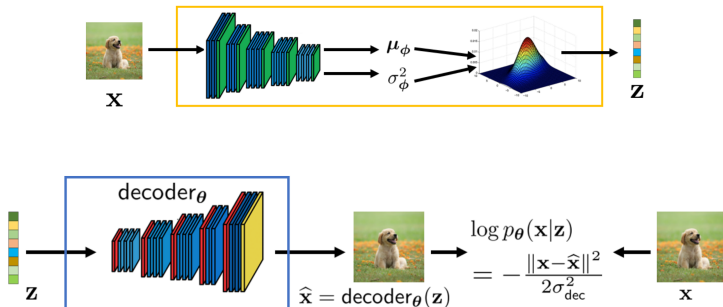 x
μ_ϕ
σ²_ϕ
z
decoder_θ
z
x̂ = decoder_θ(z)
log p_θ(x|z)
= − ‖x−x̂‖² / 2σ²_dec
x